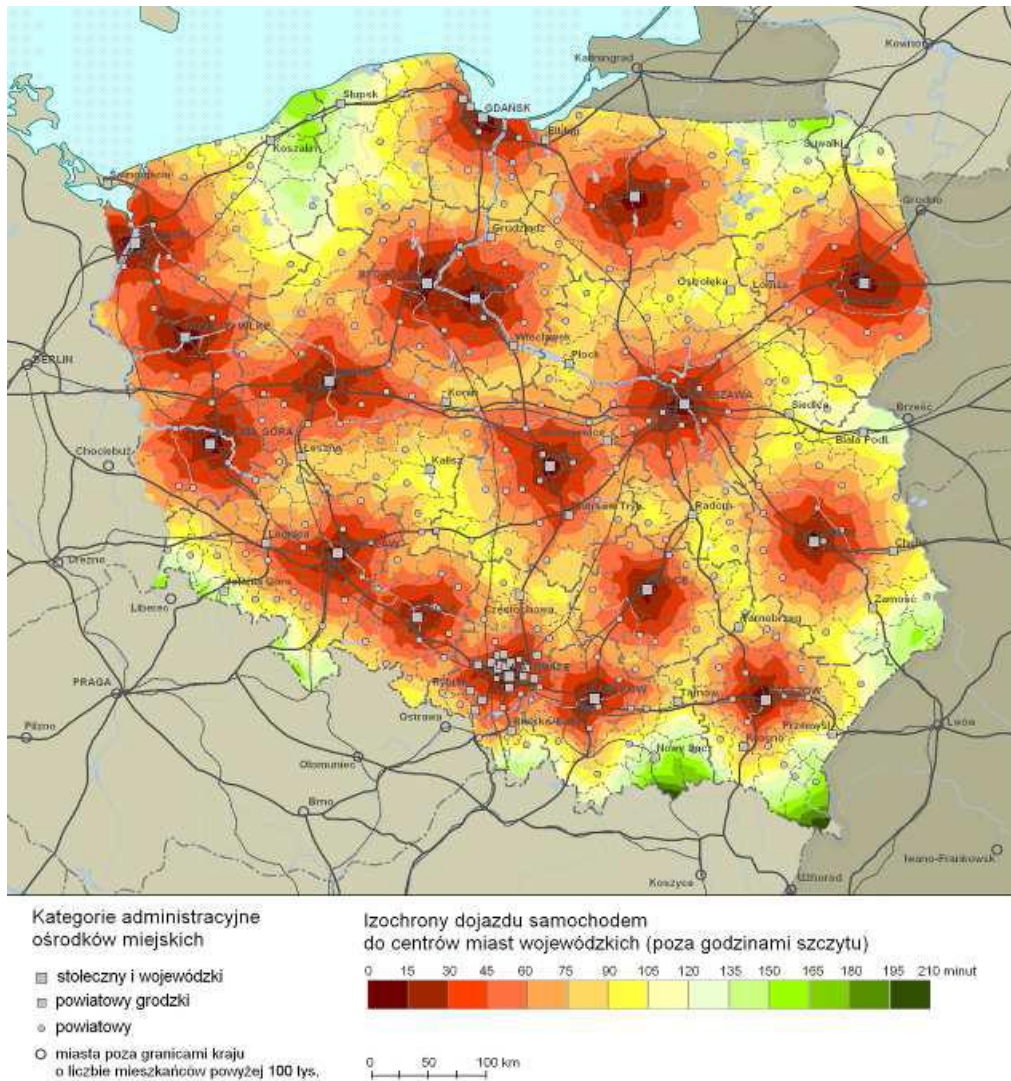 Kowno
Kaliningrad
Słupsk
GDAŃSK
Elbląg
Koszalin
Suwałki
Grodno
Grudziądz
Ostrołęka
Łomża
Włocławek
Płock
BERLIN
Konin
Siedlce
Brześć
Biała Podl.
Leszno
Kalisz
Chociebuż
Radom
Legnica
Drezno
Jelenia Góra
Liberec
Częstochowa
Zamość
Tarnobrzeg
PRAGA
Rybnik
Tarnów
Ostrawa
Przemyśl
Lwów
Pilzno
Krosno
Nowy Sącz
Ołomuniec
Brno
Iwano-Frankowsk
Koszyce
Użhorod
Kategorie administracyjne
ośrodków miejskich
stołeczny i wojewódzki
powiatowy grodzki
powiatowy
miasta poza granicami kraju
o liczbie mieszkańców powyżej 100 tys.
Izochrony dojazdu samochodem
do centrów miast wojewódzkich (poza godzinami szczytu)
0 15 30 45 60 75 90 105 120 135 150 165 180 195 210 minut
0 50 100 km